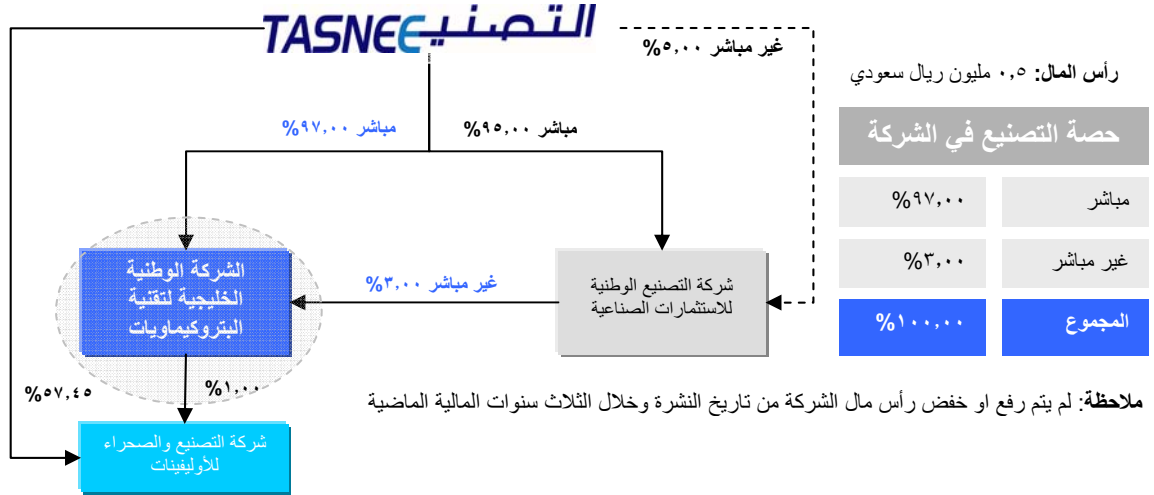 TASNEE التصنيع
غير مباشر ٥,٠٠%
رأس المال: ٠,٥ مليون ريال سعودي
حصة التصنيع في الشركة
مباشر ٩٧,٠٠%
غير مباشر ٣,٠٠%
المجموع ١٠٠,٠٠%
مباشر ٩٥,٠٠%
مباشر ٩٧,٠٠%
شركة التصنيع الوطنية
للاستثمارات الصناعية
غير مباشر ٣,٠٠%
الشركة الوطنية
الخليجية لتقنية
البتروكيماويات
%١,٠٠
%٥٧,٤٥
شركة التصنيع والصحراء
للأوليفينات
ملاحظة: لم يتم رفع او خفض رأس مال الشركة من تاريخ النشرة وخلال الثلاث سنوات المالية الماضية